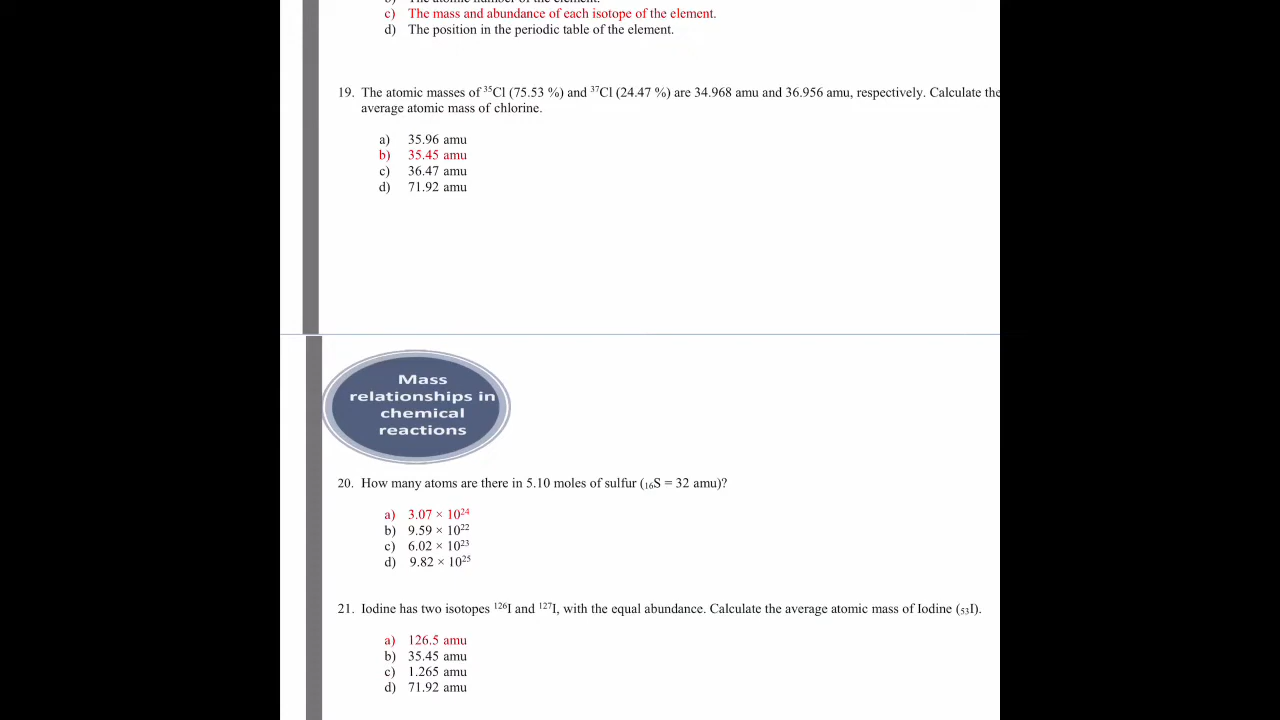 b) The atomic number of the element.
c) The mass and abundance of each isotope of the element.
d) The position in the periodic table of the element.
19. The atomic masses of ³⁵Cl (75.53 %) and ³⁷Cl (24.47 %) are 34.968 amu and 36.956 amu, respectively. Calculate the
average atomic mass of chlorine.
a) 35.96 amu
b) 35.45 amu
c) 36.47 amu
d) 71.92 amu
Mass
relationships in
chemical
reactions
20. How many atoms are there in 5.10 moles of sulfur (₁₆S = 32 amu)?
a) 3.07 × 10²⁴
b) 9.59 × 10²²
c) 6.02 × 10²³
d) 9.82 × 10²⁵
21. Iodine has two isotopes ¹²⁶I and ¹²⁷I, with the equal abundance. Calculate the average atomic mass of Iodine (₅₃I).
a) 126.5 amu
b) 35.45 amu
c) 1.265 amu
d) 71.92 amu